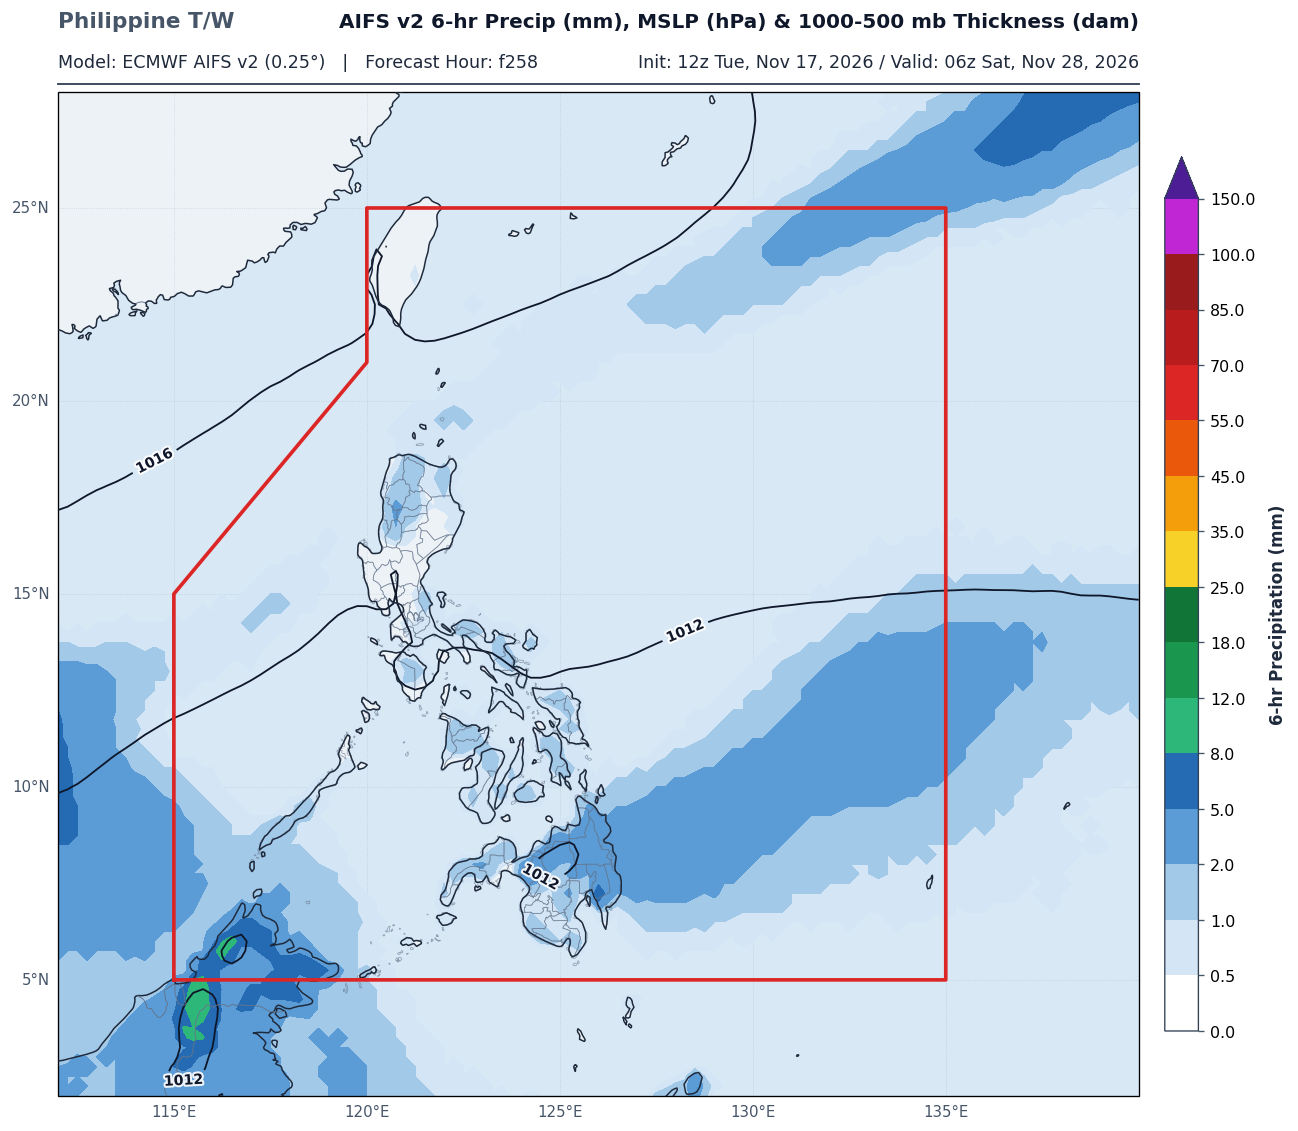 Philippine T/W
AIFS v2 6-hr Precip (mm), MSLP (hPa) & 1000-500 mb Thickness (dam)
Model: ECMWF AIFS v2 (0.25°) | Forecast Hour: f258
Init: 12z Tue, Nov 17, 2026 / Valid: 06z Sat, Nov 28, 2026
25°N
20°N
15°N
10°N
5°N
115°E
120°E
125°E
130°E
135°E
1016
1012
1012
1012
150.0
100.0
85.0
70.0
55.0
45.0
35.0
25.0
18.0
12.0
8.0
5.0
2.0
1.0
0.5
0.0
6-hr Precipitation (mm)